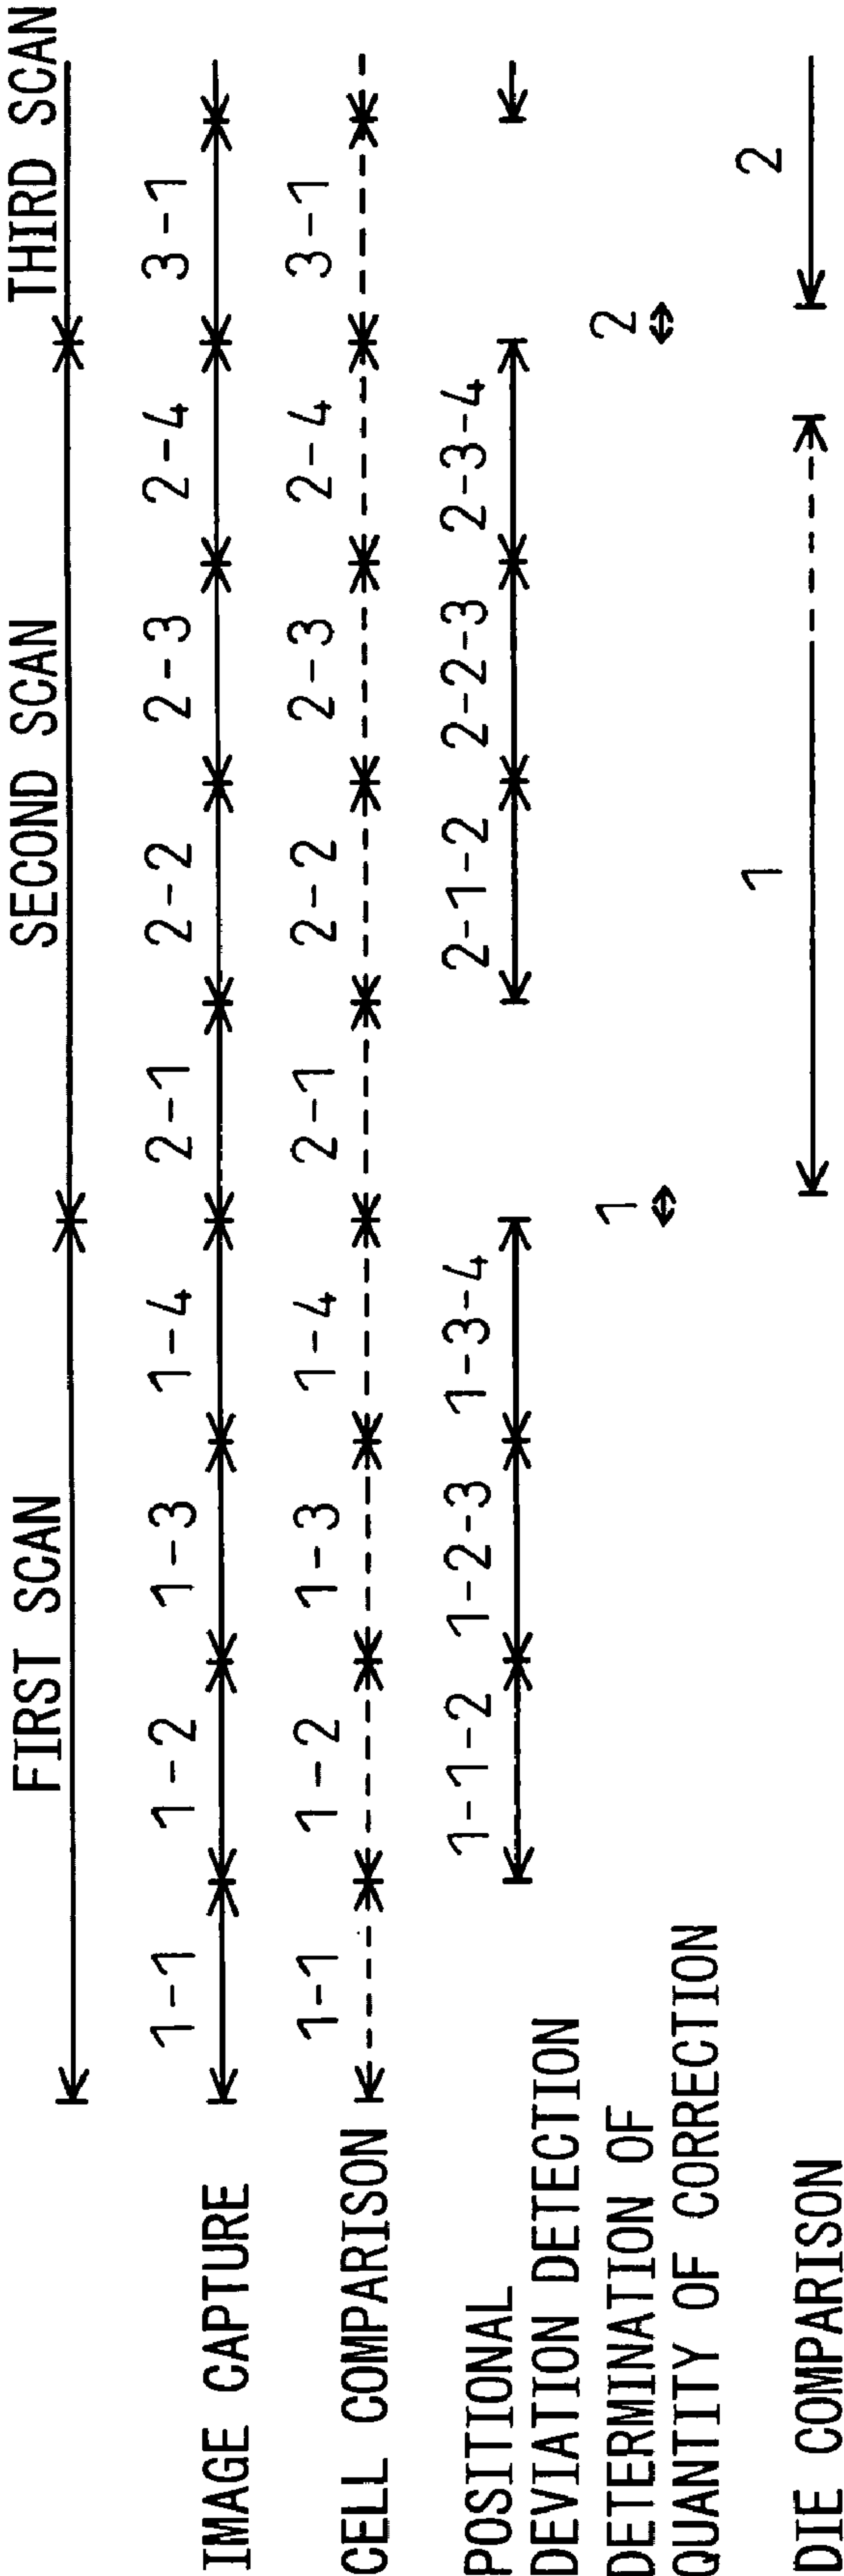 FIRST SCAN
SECOND SCAN
THIRD SCAN
IMAGE CAPTURE
1-1
1-2
1-3
1-4
2-1
2-2
2-3
2-4
3-1
CELL COMPARISON
1-1
1-2
1-3
1-4
2-1
2-2
2-3
2-4
3-1
POSITIONAL
DEVIATION DETECTION
1-1-2
1-2-3
1-3-4
2-1-2
2-2-3
2-3-4
DETERMINATION OF
QUANTITY OF CORRECTION
1
2
DIE COMPARISON
1
2